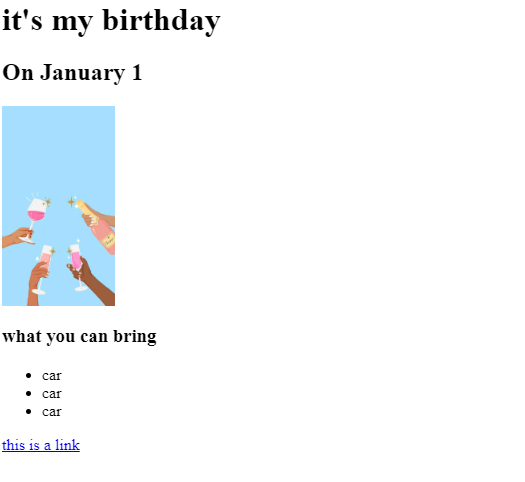 it's my birthday
On January 1
what you can bring
car
car
car
this is a link